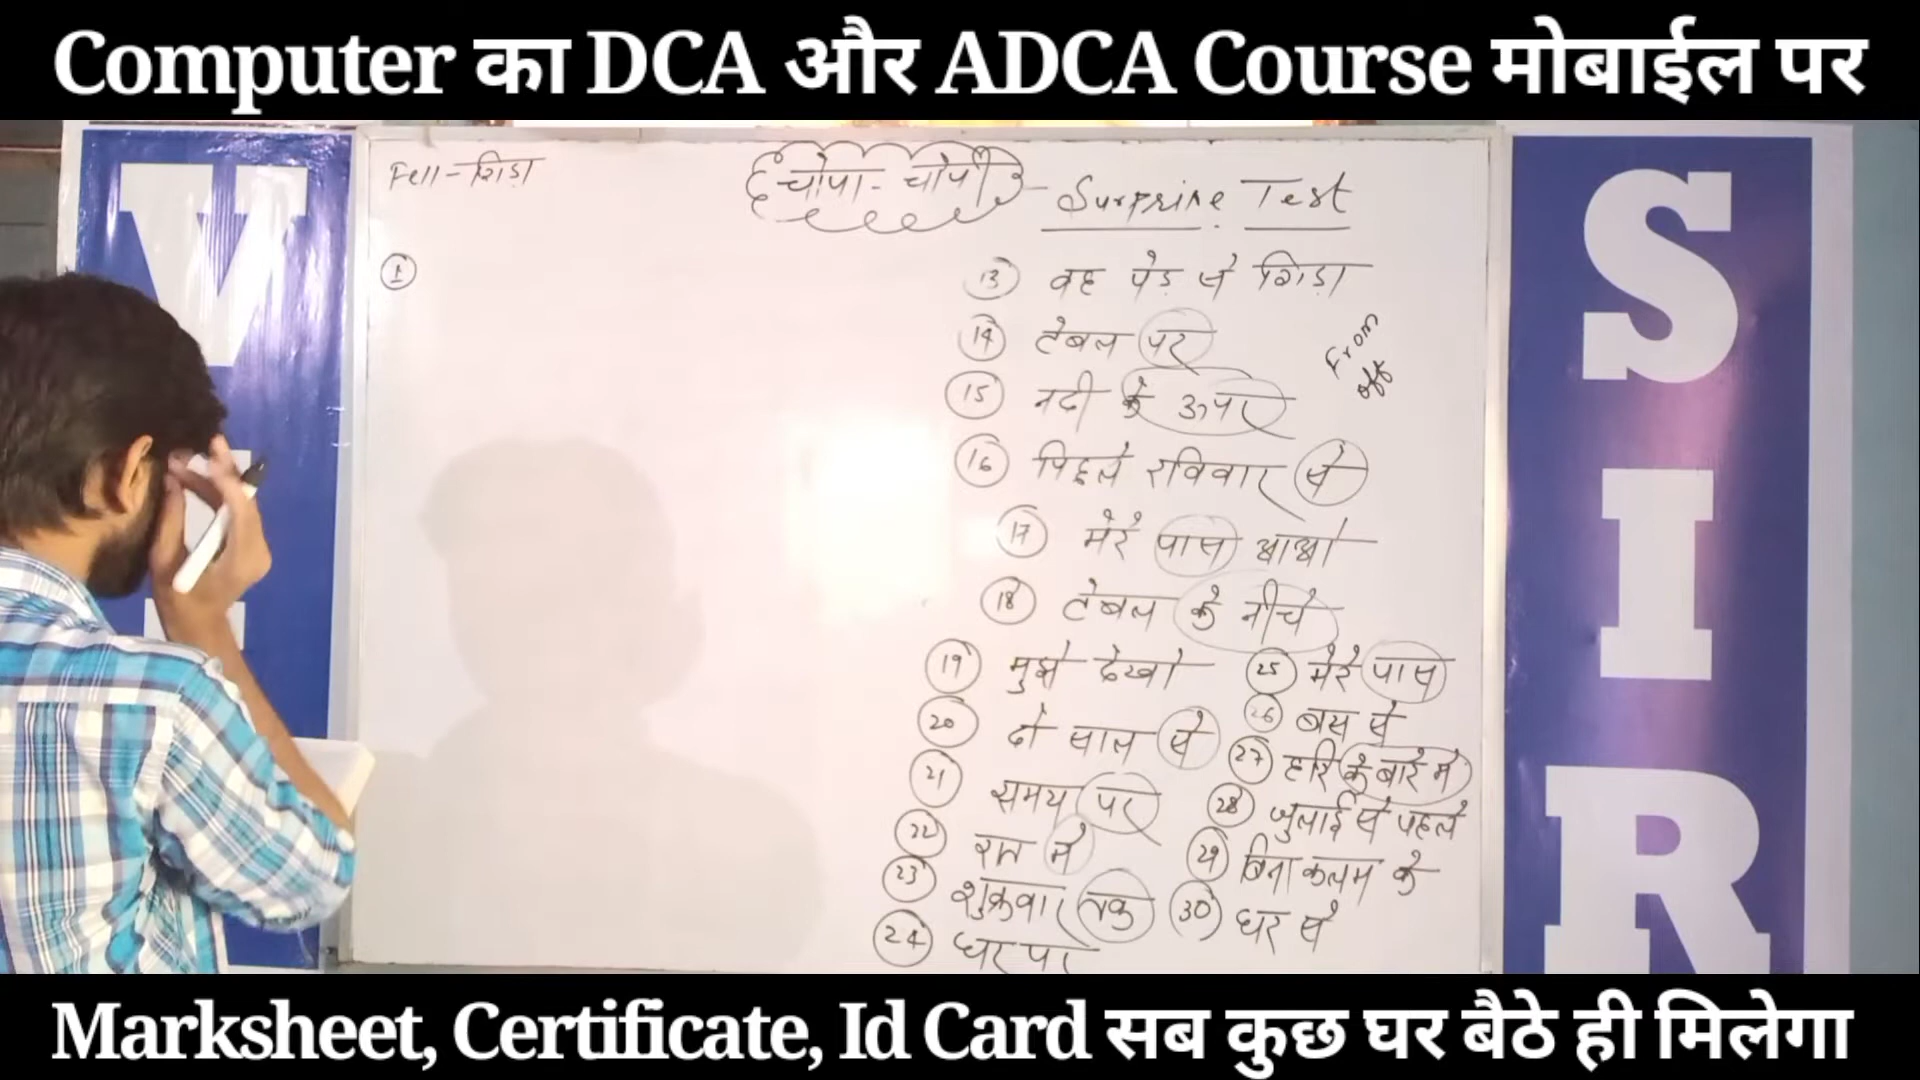 Computer का DCA और ADCA Course मोबाईल पर
V
SIR
Fell - गिड़ा
चोपा - चोपी - Surprise Test
①
⑬ वह पेड़ से गिड़ा
From
off
⑭ टेबल पर
⑮ नदी के ऊपर
⑯ पिछले रविवार से
⑰ मेरे पास आओ
⑱ टेबल के नीचे
⑲ मुझे देखो
⑳ दो साल से
㉑ समय पर
㉒ रात में
㉓ शुक्रवार तक
㉔ घर पर
㉕ मेरे पास
㉖ बस से
㉗ हरि के बारे में
㉘ जुलाई से पहले
㉙ बिना कलम के
㉚ घर से
Marksheet, Certificate, Id Card सब कुछ घर बैठे ही मिलेगा